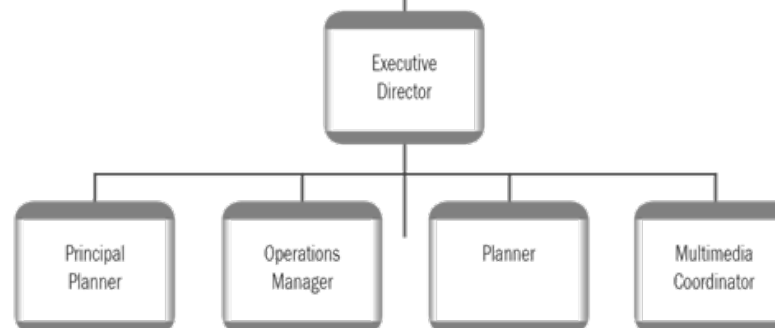 Executive
Director
Principal
Planner
Operations
Manager
Planner
Multimedia
Coordinator